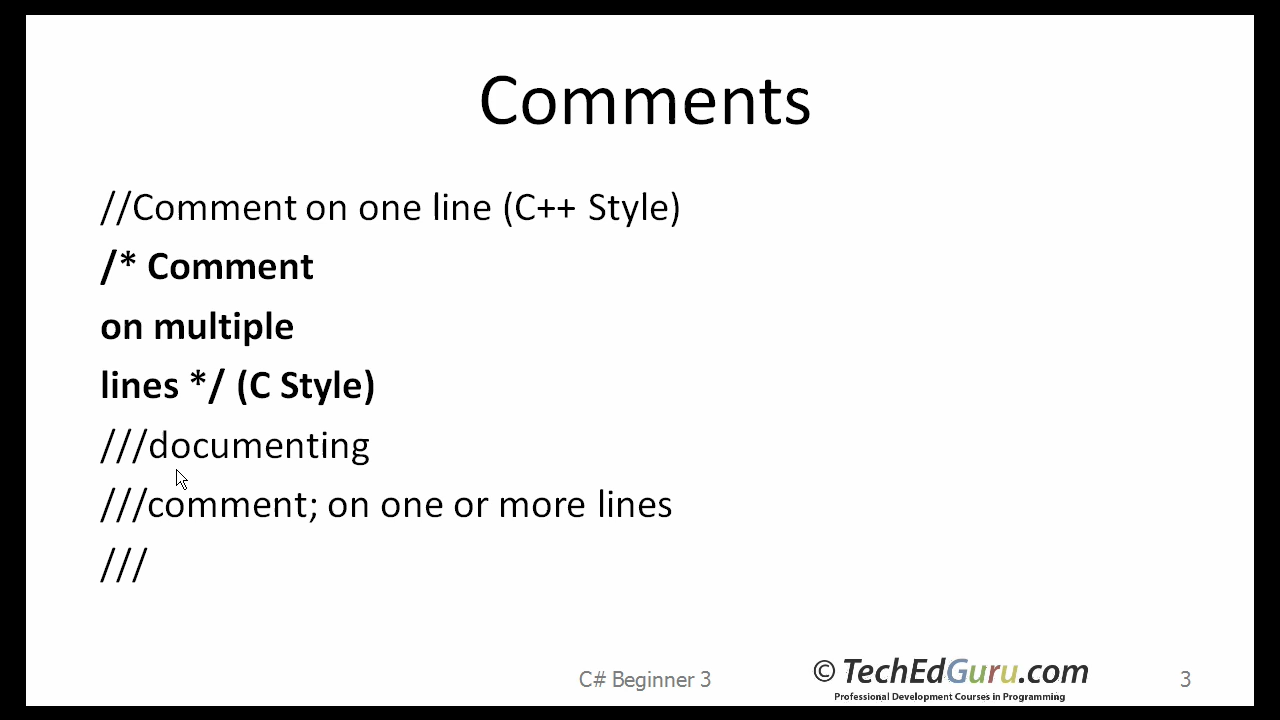 Comments
//Comment on one line (C++ Style)
/* Comment
on multiple
lines */ (C Style)
///documenting
///comment; on one or more lines
///
C# Beginner 3
© TechEdGuru.com
Professional Development Courses in Programming
3